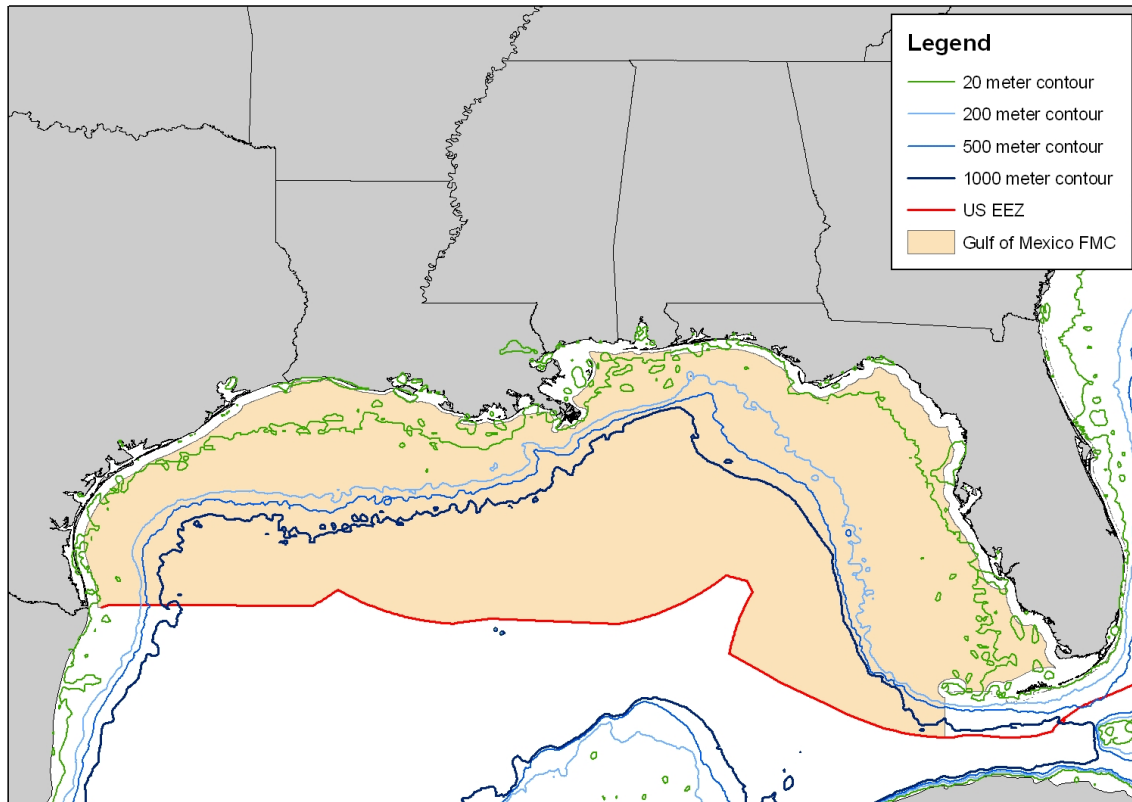 Legend
20 meter contour
200 meter contour
500 meter contour
1000 meter contour
US EEZ
Gulf of Mexico FMC